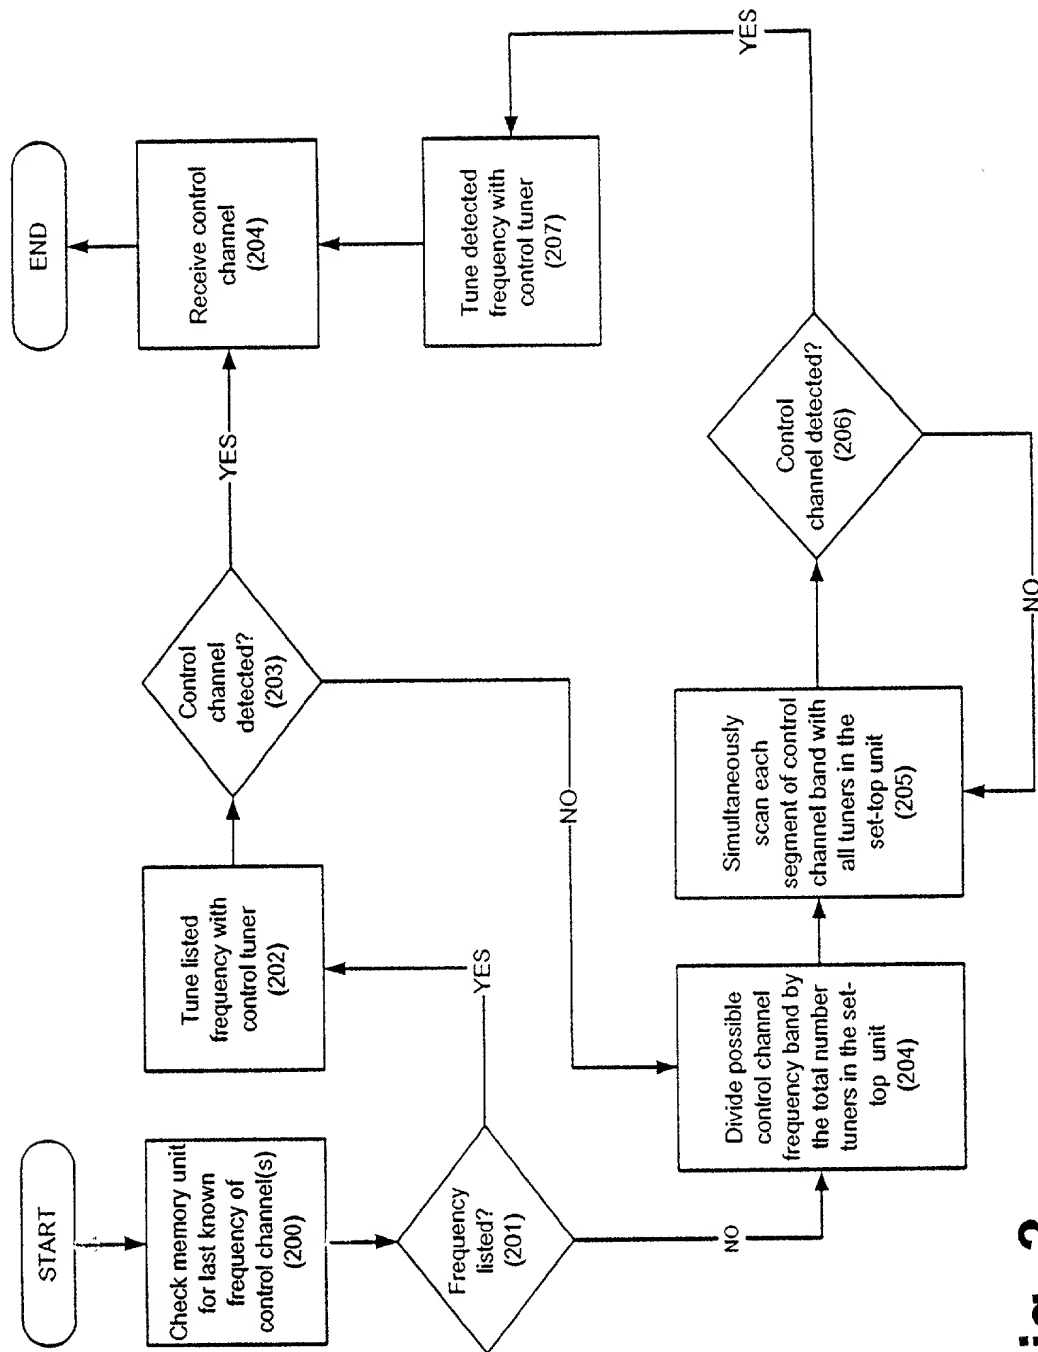 START
Check memory unit
for last known
frequency of
control channel(s)
(200)
Frequency
listed?
(201)
YES
NO
Tune listed
frequency with
control tuner
(202)
Control
channel
detected?
(203)
YES
NO
Receive control
channel
(204)
END
Divide possible
control channel
frequency band by
the total number
tuners in the set-
top unit
(204)
Simultaneously
scan each
segment of control
channel band with
all tuners in the
set-top unit
(205)
Control
channel detected?
(206)
YES
NO
Tune detected
frequency with
control tuner
(207)